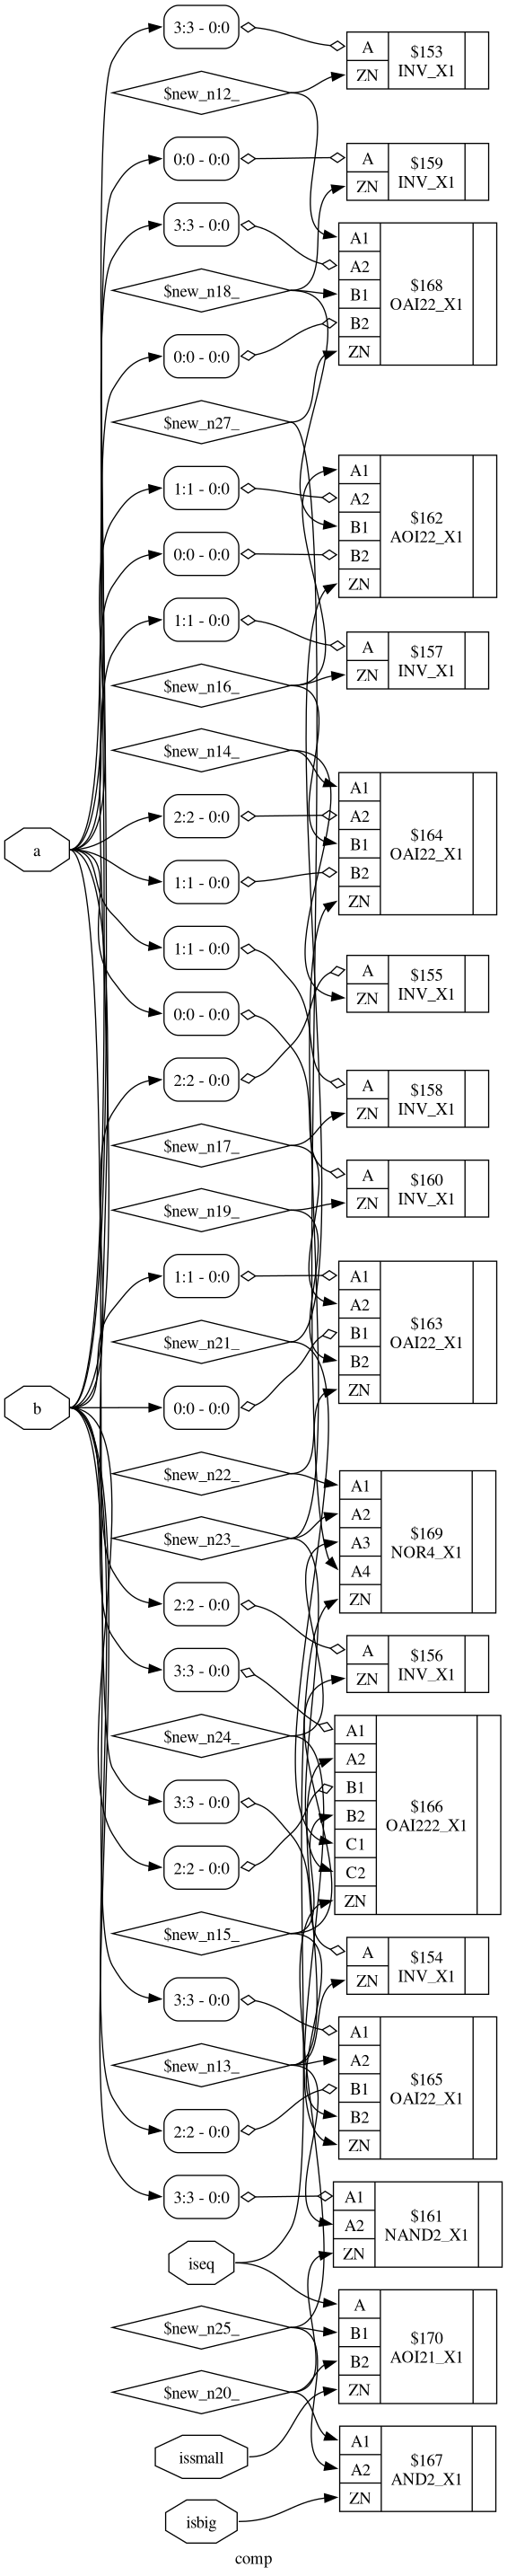 3:3 - 0:0
A
ZN
$153
INV_X1
$new_n12_
0:0 - 0:0
A
ZN
$159
INV_X1
3:3 - 0:0
A1
A2
B1
B2
ZN
$168
OAI22_X1
$new_n18_
0:0 - 0:0
$new_n27_
1:1 - 0:0
A1
A2
B1
B2
ZN
$162
AOI22_X1
0:0 - 0:0
1:1 - 0:0
A
ZN
$157
INV_X1
$new_n16_
$new_n14_
A1
A2
B1
B2
ZN
$164
OAI22_X1
2:2 - 0:0
a
1:1 - 0:0
1:1 - 0:0
A
ZN
$155
INV_X1
0:0 - 0:0
2:2 - 0:0
A
ZN
$158
INV_X1
$new_n17_
A
ZN
$160
INV_X1
$new_n19_
1:1 - 0:0
A1
A2
B1
B2
ZN
$163
OAI22_X1
$new_n21_
b
0:0 - 0:0
$new_n22_
A1
A2
A3
A4
ZN
$169
NOR4_X1
$new_n23_
2:2 - 0:0
A
ZN
$156
INV_X1
3:3 - 0:0
$new_n24_
A1
A2
B1
B2
C1
C2
ZN
$166
OAI222_X1
3:3 - 0:0
2:2 - 0:0
$new_n15_
A
ZN
$154
INV_X1
3:3 - 0:0
A1
A2
B1
B2
ZN
$165
OAI22_X1
$new_n13_
2:2 - 0:0
3:3 - 0:0
A1
A2
ZN
$161
NAND2_X1
iseq
A
B1
B2
ZN
$170
AOI21_X1
$new_n25_
$new_n20_
A1
A2
ZN
$167
AND2_X1
issmall
isbig
comp